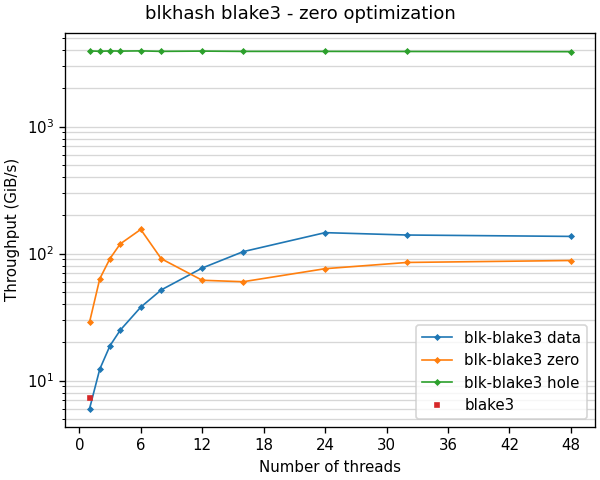 blkhash blake3 - zero optimization
Throughput (GiB/s)
10³
10²
10¹
0 6 12 18 24 30 36 42 48
Number of threads
blk-blake3 data
blk-blake3 zero
blk-blake3 hole
blake3